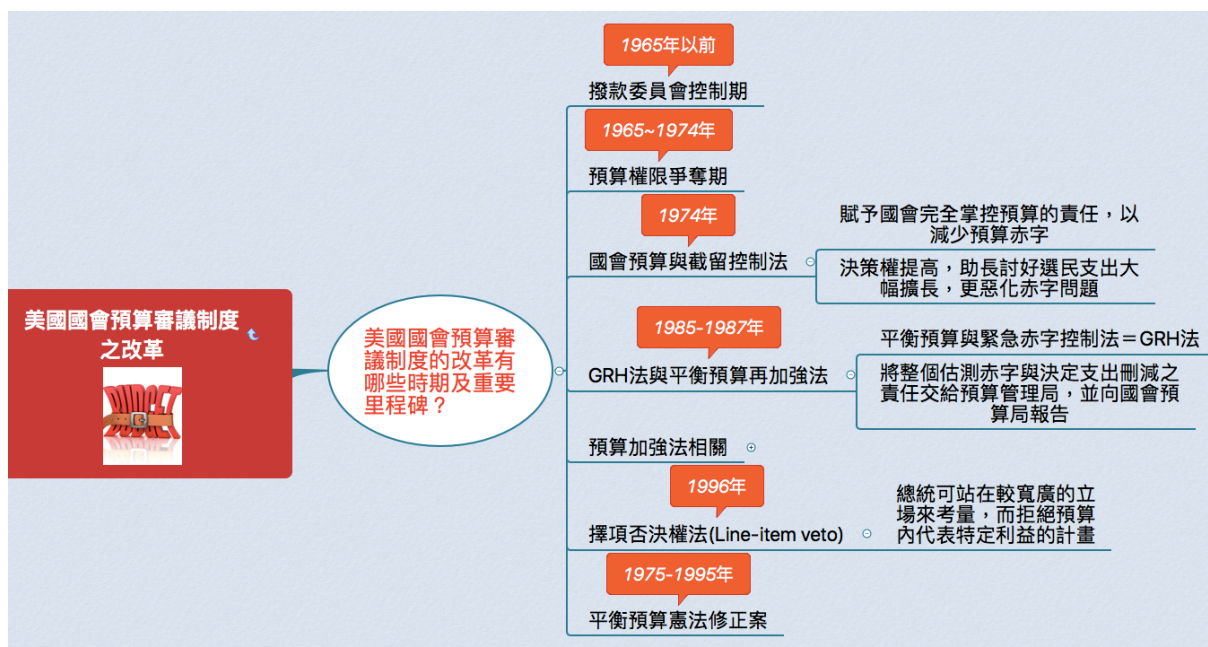 美國國會預算審議制度
之改革
BUDGET
美國國會預算審
議制度的改革有
哪些時期及重要
里程碑？
1965年以前
撥款委員會控制期
1965~1974年
預算權限爭奪期
1974年
國會預算與截留控制法
賦予國會完全掌控預算的責任，以
減少預算赤字
決策權提高，助長討好選民支出大
幅擴長，更惡化赤字問題
1985-1987年
GRH法與平衡預算再加強法
平衡預算與緊急赤字控制法＝GRH法
將整個估測赤字與決定支出刪減之
責任交給預算管理局，並向國會預
算局報告
預算加強法相關
1996年
擇項否決權法(Line-item veto)
總統可站在較寬廣的立
場來考量，而拒絕預算
內代表特定利益的計畫
1975-1995年
平衡預算憲法修正案